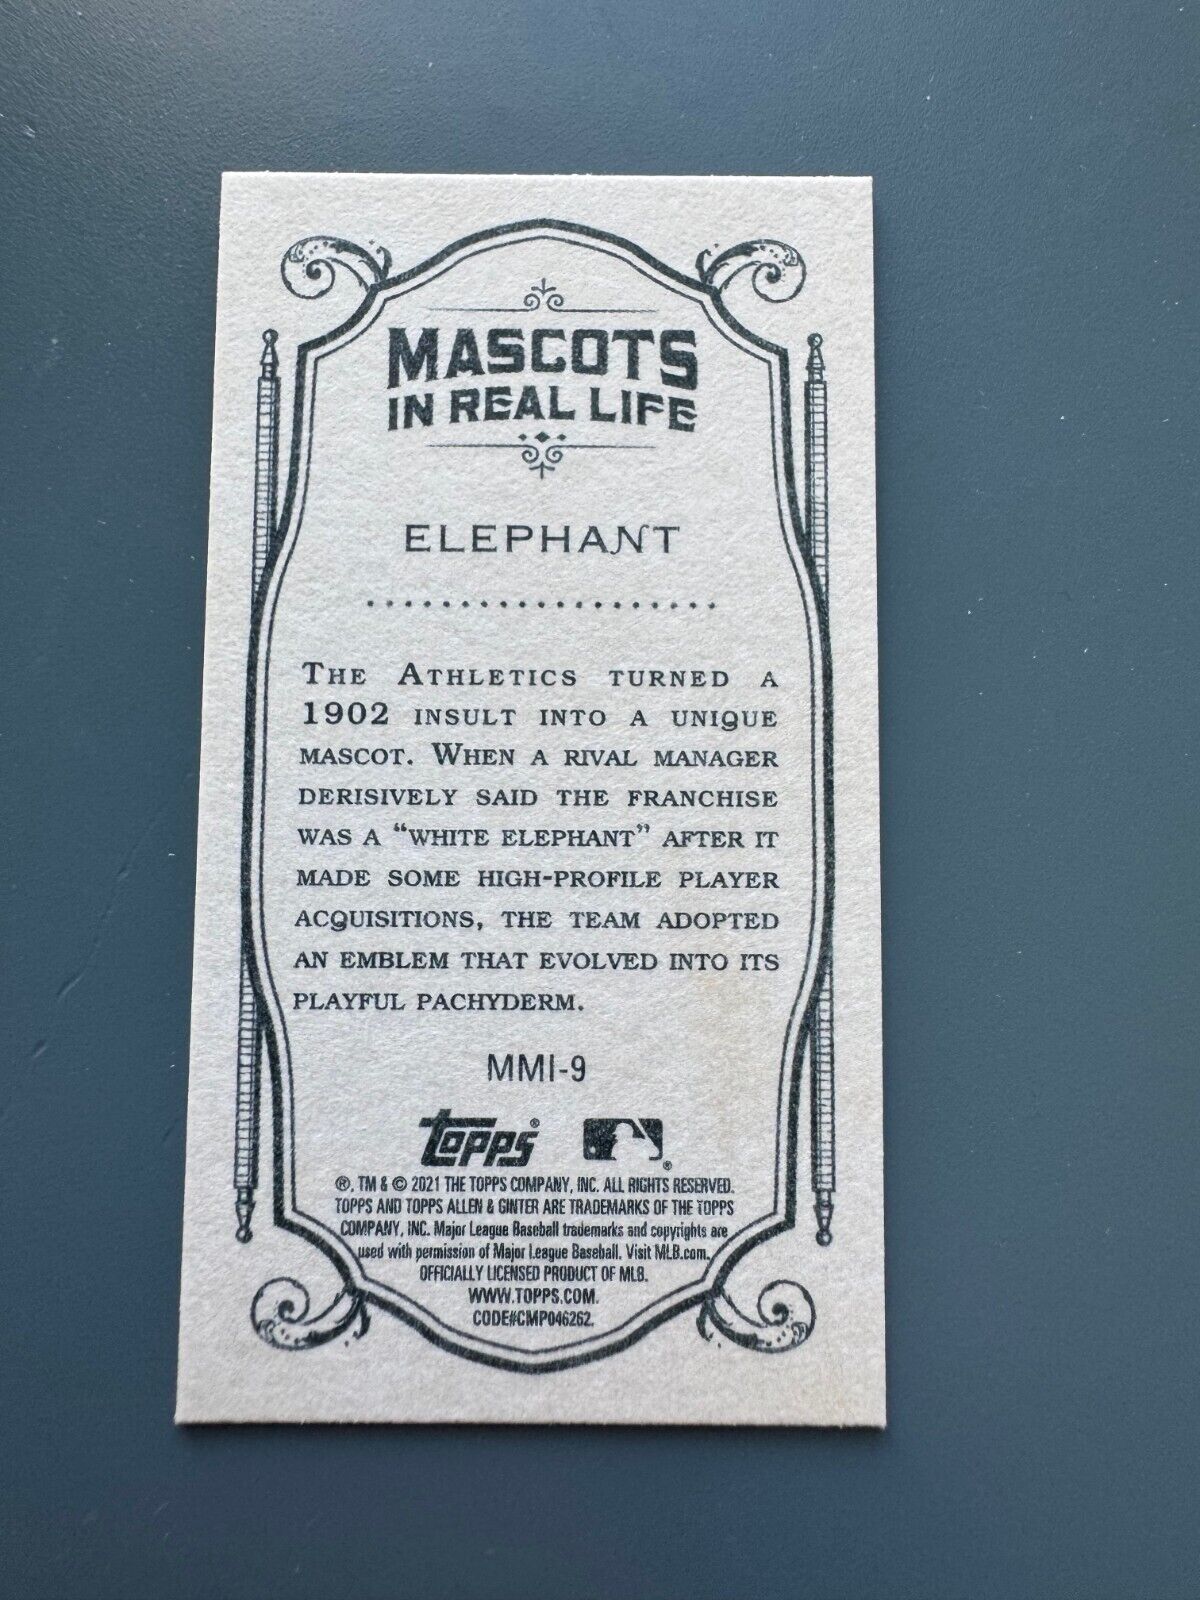 MASCOTS
IN REAL LIFE
ELEPHANT
THE ATHLETICS TURNED A
1902 INSULT INTO A UNIQUE
MASCOT. WHEN A RIVAL MANAGER
DERISIVELY SAID THE FRANCHISE
WAS A “WHITE ELEPHANT” AFTER IT
MADE SOME HIGH-PROFILE PLAYER
ACQUISITIONS, THE TEAM ADOPTED
AN EMBLEM THAT EVOLVED INTO ITS
PLAYFUL PACHYDERM.
MMI-9
topps®
®
®, TM & © 2021 THE TOPPS COMPANY, INC. ALL RIGHTS RESERVED.
TOPPS AND TOPPS ALLEN & GINTER ARE TRADEMARKS OF THE TOPPS
COMPANY, INC. Major League Baseball trademarks and copyrights are
used with permission of Major League Baseball. Visit MLB.com.
OFFICIALLY LICENSED PRODUCT OF MLB.
WWW.TOPPS.COM.
CODE#CMP046262.